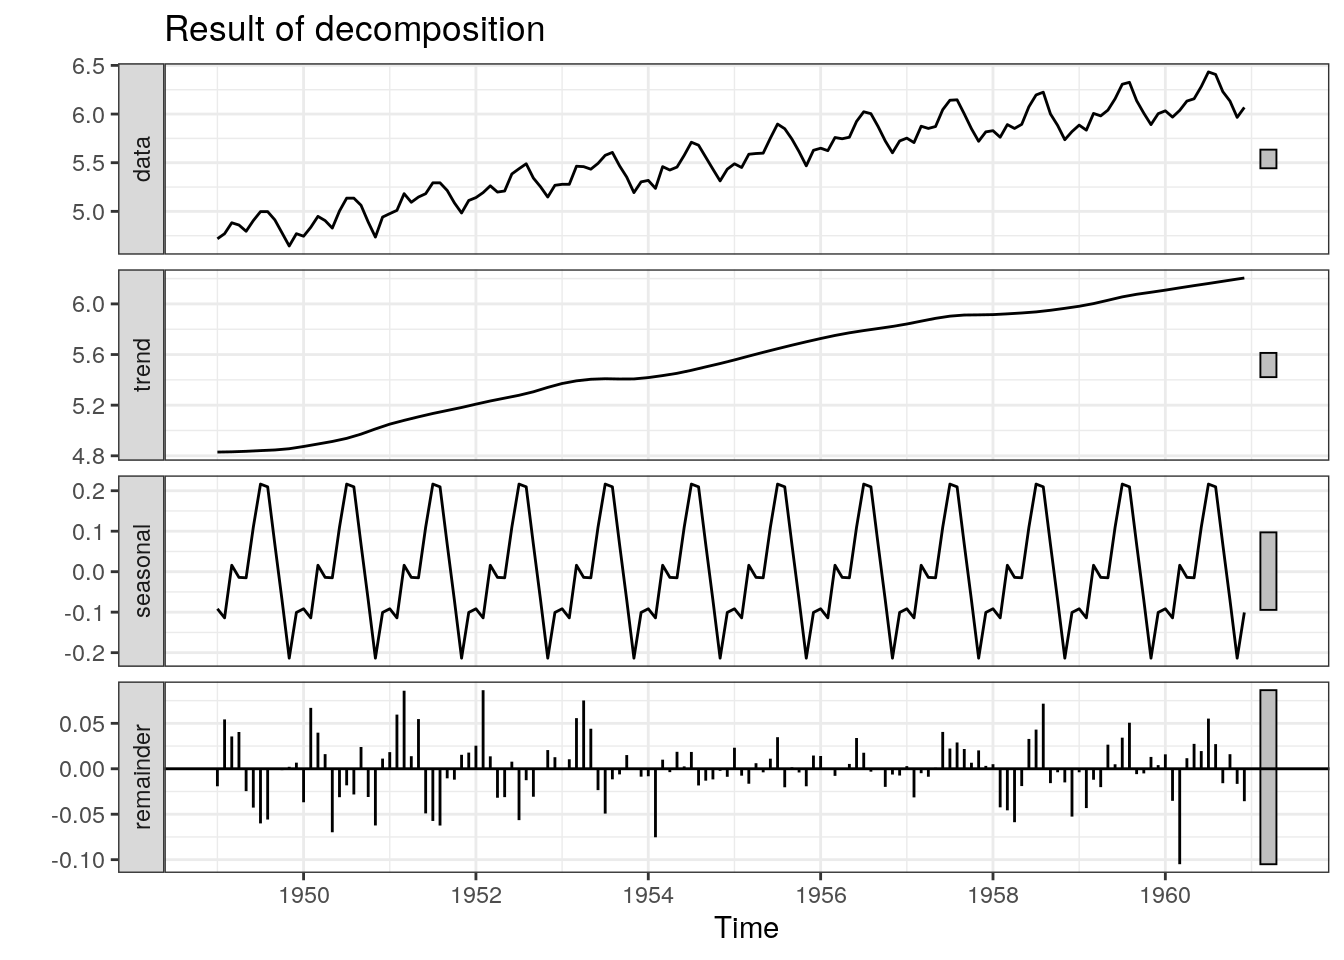 Result of decomposition
data
6.5
6.0
5.5
5.0
trend
6.0
5.6
5.2
4.8
seasonal
0.2
0.1
0.0
-0.1
-0.2
remainder
0.05
0.00
-0.05
-0.10
1950 1952 1954 1956 1958 1960
Time